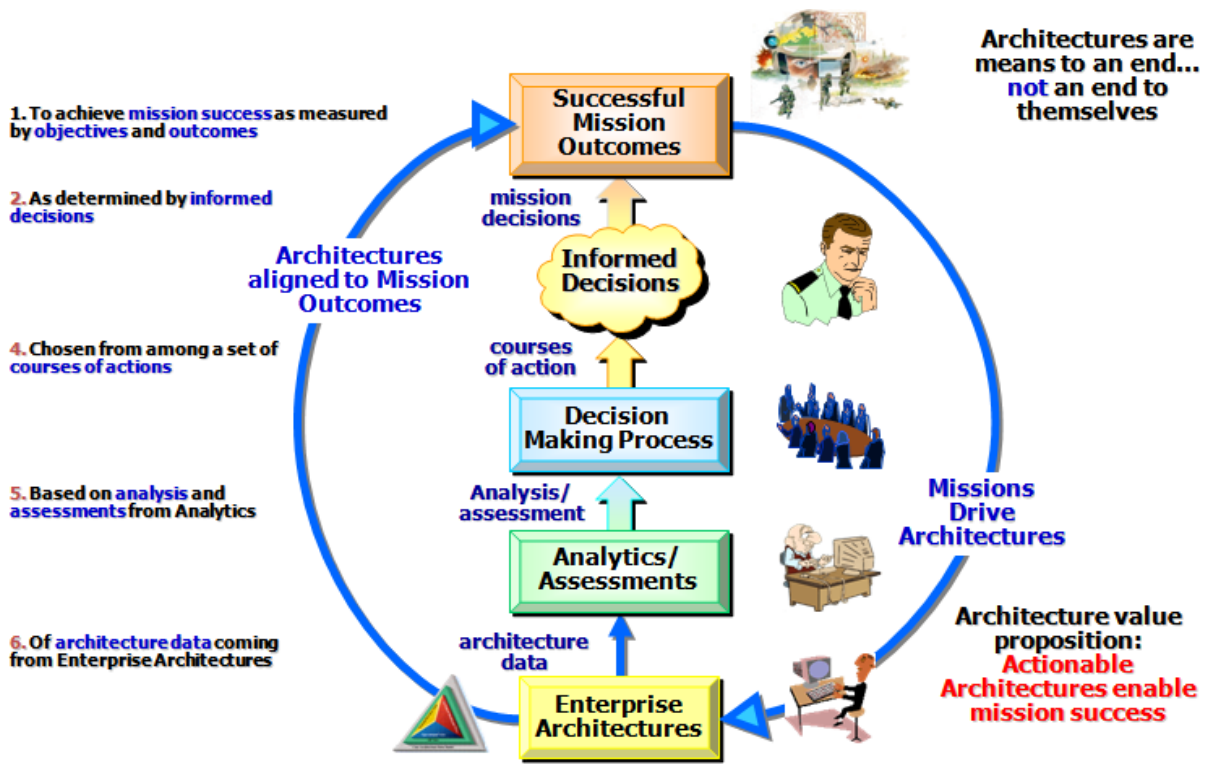 Architectures are
means to an end...
not an end to
themselves
1. To achieve mission success as measured
by objectives and outcomes
Successful
Mission
Outcomes
2. As determined by informed
decisions
mission
decisions
Architectures
aligned to Mission
Outcomes
Informed
Decisions
4. Chosen from among a set of
courses of actions
courses
of action
Decision
Making Process
5. Based on analysis and
assessments from Analytics
Analysis/
assessment
Missions
Drive
Architectures
Analytics/
Assessments
6. Of architecture data coming
from Enterprise Architectures
architecture
data
Architecture value
proposition:
Actionable
Architectures enable
mission success
Enterprise
Architectures